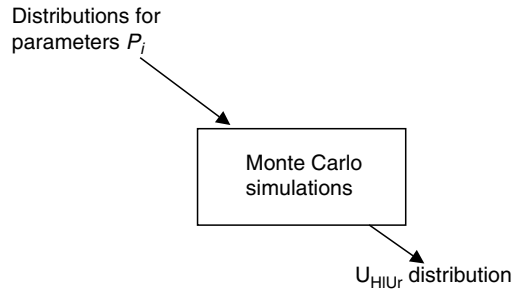 Distributions for
parameters P_i
Monte Carlo
simulations
U_HIUr distribution